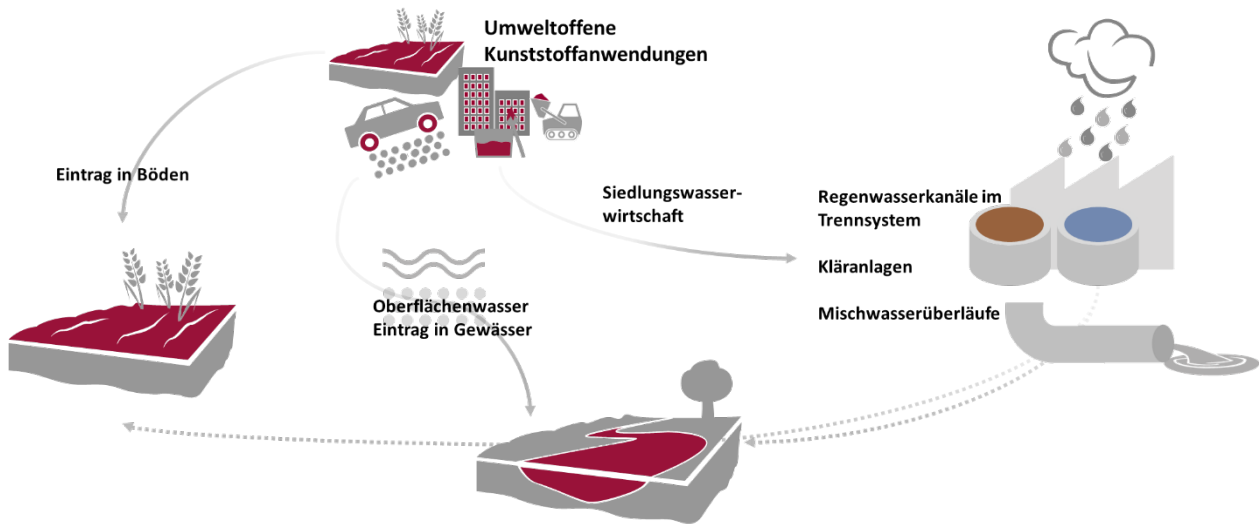 Umweltoffene
Kunststoffanwendungen
Eintrag in Böden
Siedlungswasser-
wirtschaft
Regenwasserkanäle im
Trennsystem
Kläranlagen
Mischwasserüberläufe
Oberflächenwasser
Eintrag in Gewässer